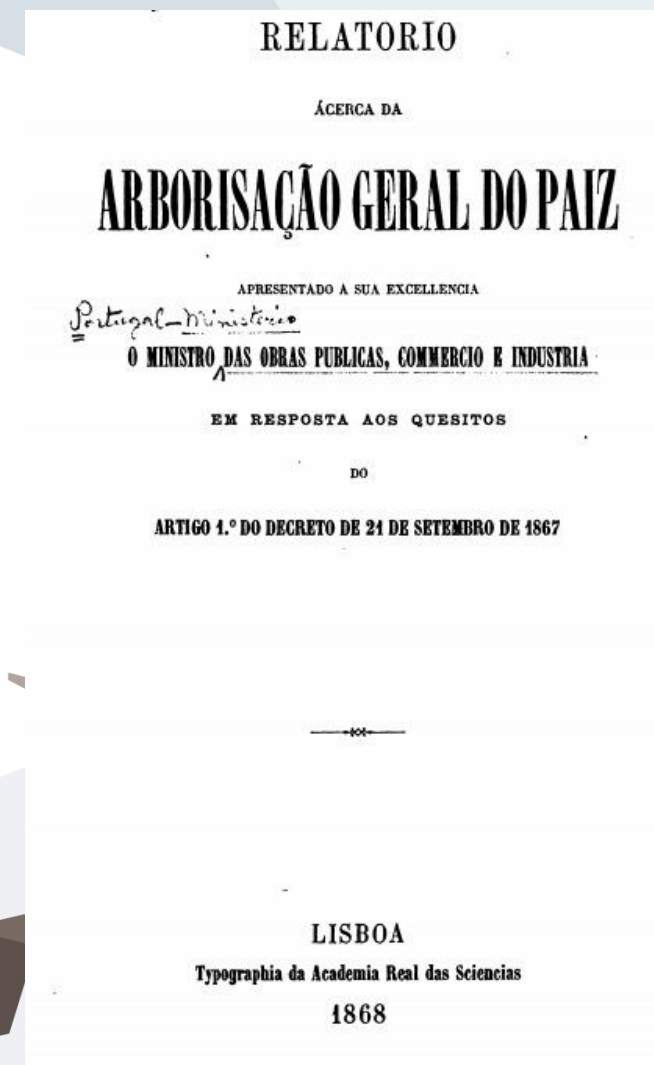 RELATORIO
ÁCERCA DA
ARBORISAÇÃO GERAL DO PAIZ
APRESENTADO A SUA EXCELLENCIA
Portugal-Ministerio
O MINISTRO DAS OBRAS PUBLICAS, COMMERCIO E INDUSTRIA
EM RESPOSTA AOS QUESITOS
DO
ARTIGO 1.º DO DECRETO DE 21 DE SETEMBRO DE 1867
LISBOA
Typographia da Academia Real das Sciencias
1868